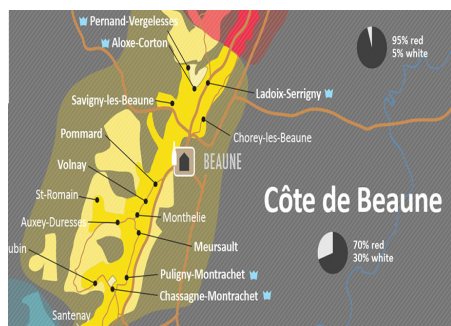 Pernand-Vergelesses
Aloxe-Corton
95% red
5% white
Ladoix-Serrigny
Savigny-les-Beaune
Chorey-les-Beaune
Pommard
BEAUNE
Volnay
St-Romain
Côte de Beaune
Monthelie
Auxey-Duresses
Meursault
70% red
30% white
ubin
Puligny-Montrachet
Chassagne-Montrachet
Santenay